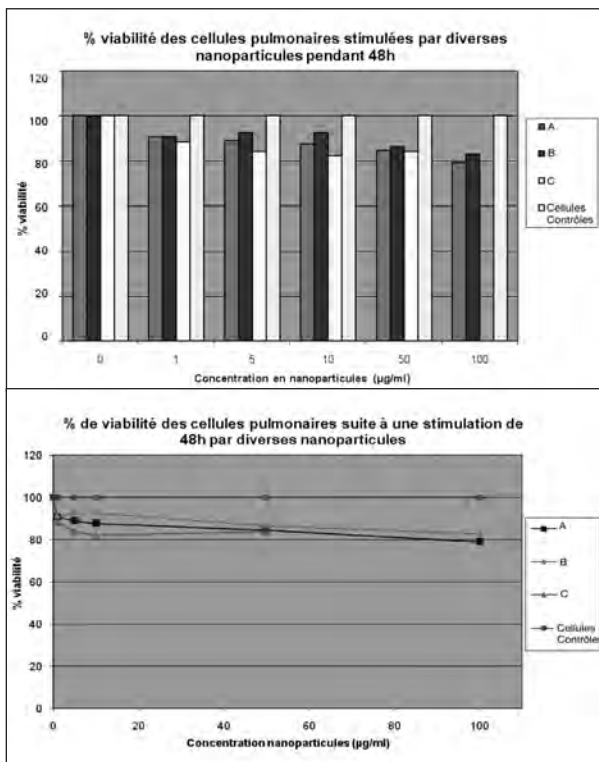 % viabilité des cellules pulmonaires stimulées par diverses
nanoparticules pendant 48h
120
100
80
60
40
20
0
% viabilité
0 1 5 10 50 100
Concentration en nanoparticules (µg/ml)
A
B
C
Cellules
Contrôles
% de viabilité des cellules pulmonaires suite à une stimulation de
48h par diverses nanoparticules
120
100
80
60
40
20
0
% viabilité
0 20 40 60 80 100
Concentration nanoparticules (µg/ml)
A
B
C
Cellules
Contrôles